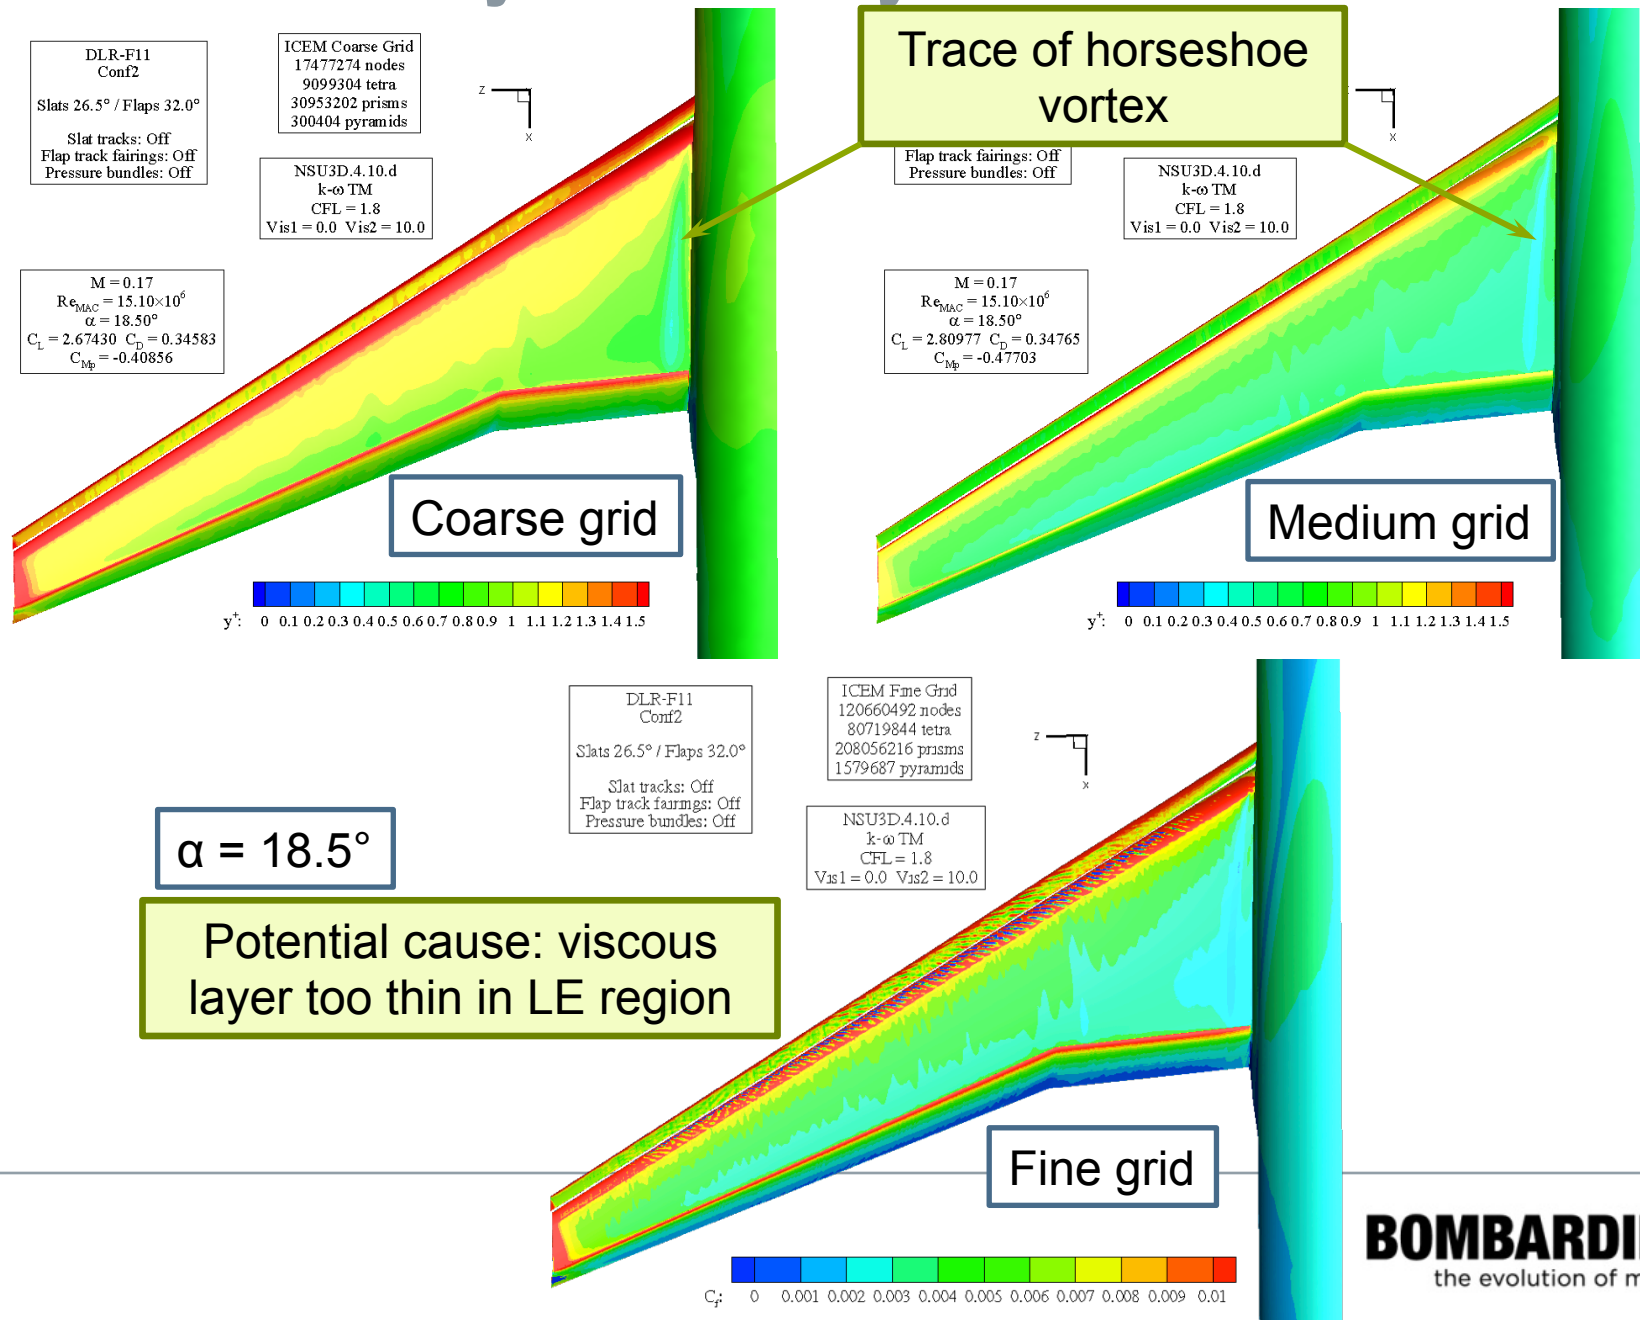 DLR-F11
Conf2
Slats 26.5° / Flaps 32.0°
Slat tracks: Off
Flap track fairings: Off
Pressure bundles: Off
ICEM Coarse Grid
17477274 nodes
9099304 tetra
30953202 prisms
300404 pyramids
z
x
NSU3D.4.10.d
k-ω TM
CFL = 1.8
Vis1 = 0.0 Vis2 = 10.0
M = 0.17
Re_MAC = 15.10×10⁶
α = 18.50°
C_L = 2.67430 C_D = 0.34583
C_Mp = -0.40856
Coarse grid
y⁺: 0 0.1 0.2 0.3 0.4 0.5 0.6 0.7 0.8 0.9 1 1.1 1.2 1.3 1.4 1.5
Trace of horseshoe
vortex
x
Flap track fairings: Off
Pressure bundles: Off
NSU3D.4.10.d
k-ω TM
CFL = 1.8
Vis1 = 0.0 Vis2 = 10.0
M = 0.17
Re_MAC = 15.10×10⁶
α = 18.50°
C_L = 2.80977 C_D = 0.34765
C_Mp = -0.47703
Medium grid
y⁺: 0 0.1 0.2 0.3 0.4 0.5 0.6 0.7 0.8 0.9 1 1.1 1.2 1.3 1.4 1.5
DLR-F11
Conf2
Slats 26.5° / Flaps 32.0°
Slat tracks: Off
Flap track fairings: Off
Pressure bundles: Off
ICEM Fine Grid
120660492 nodes
80719844 tetra
208056216 prisms
1579687 pyramids
z
x
NSU3D.4.10.d
k-ω TM
CFL = 1.8
Vis1 = 0.0 Vis2 = 10.0
α = 18.5°
Potential cause: viscous
layer too thin in LE region
Fine grid
C_f: 0 0.001 0.002 0.003 0.004 0.005 0.006 0.007 0.008 0.009 0.01
BOMBARDI
the evolution of m